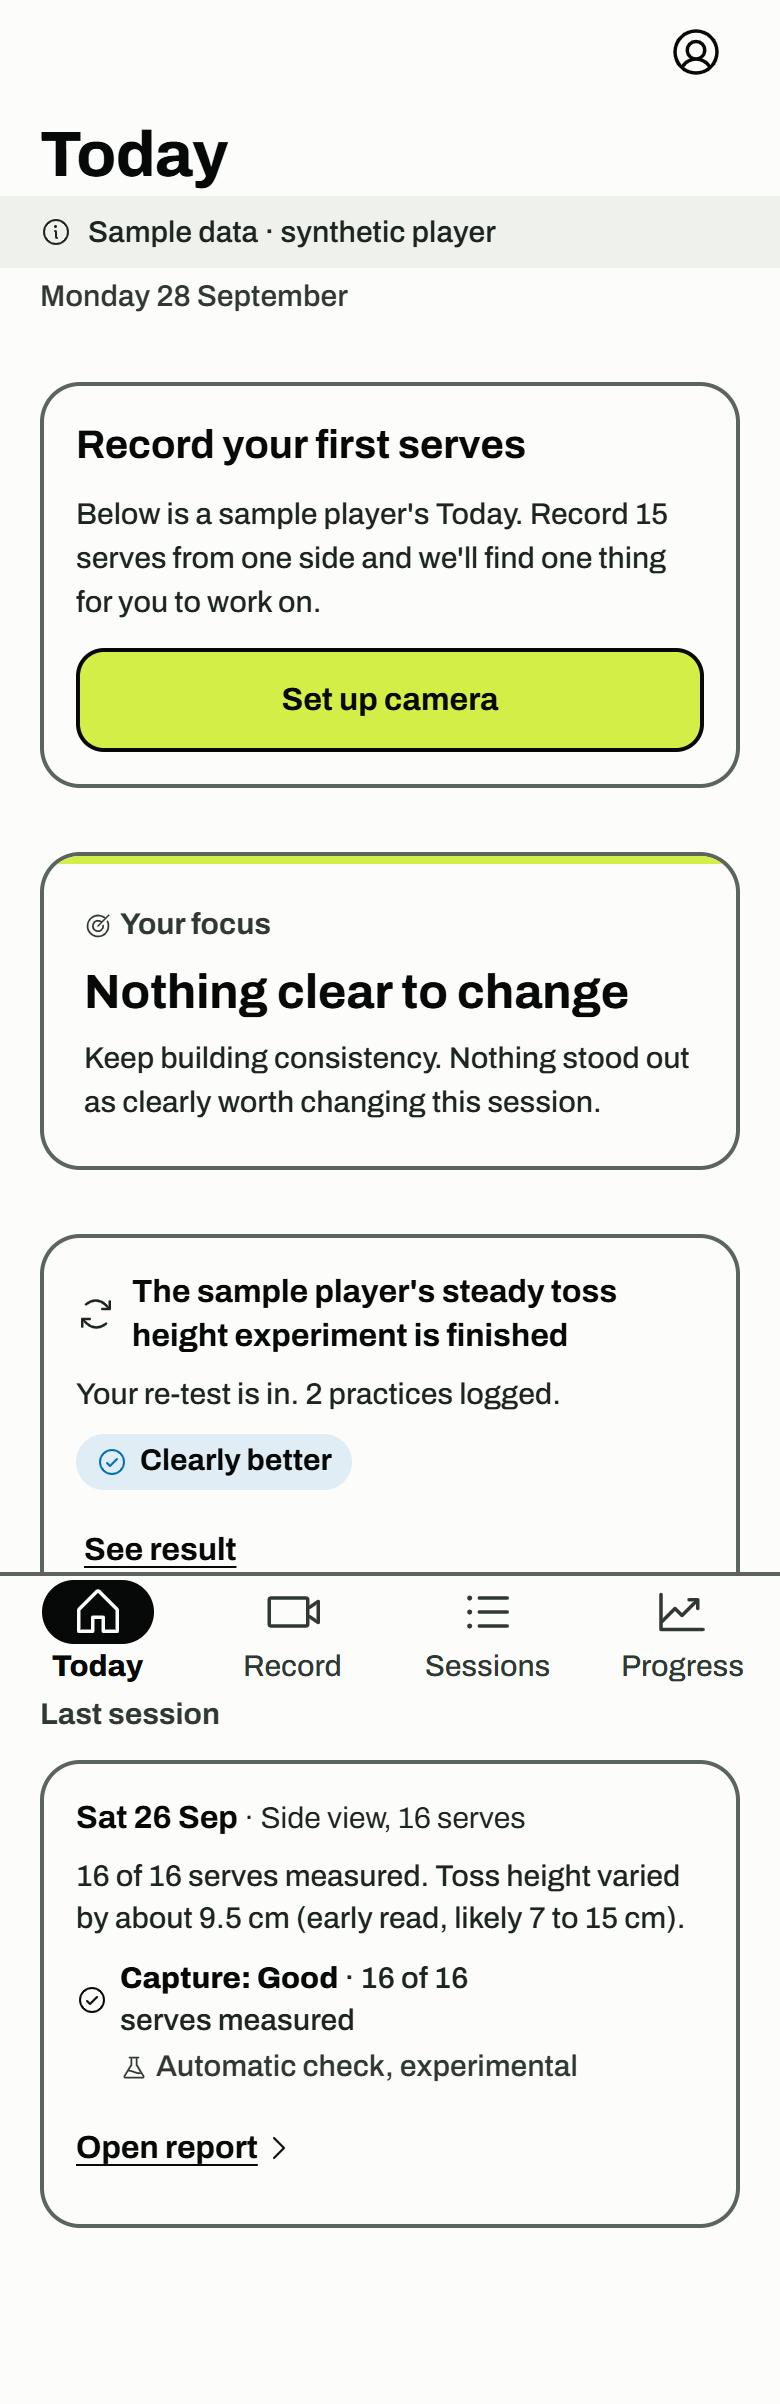 Today
Sample data · synthetic player
Monday 28 September
Record your first serves
Below is a sample player's Today. Record 15
serves from one side and we'll find one thing
for you to work on.
Set up camera
Your focus
Nothing clear to change
Keep building consistency. Nothing stood out
as clearly worth changing this session.
The sample player's steady toss
height experiment is finished
Your re-test is in. 2 practices logged.
Clearly better
See result
Today
Record
Sessions
Progress
Last session
Sat 26 Sep · Side view, 16 serves
16 of 16 serves measured. Toss height varied
by about 9.5 cm (early read, likely 7 to 15 cm).
Capture: Good · 16 of 16
serves measured
Automatic check, experimental
Open report